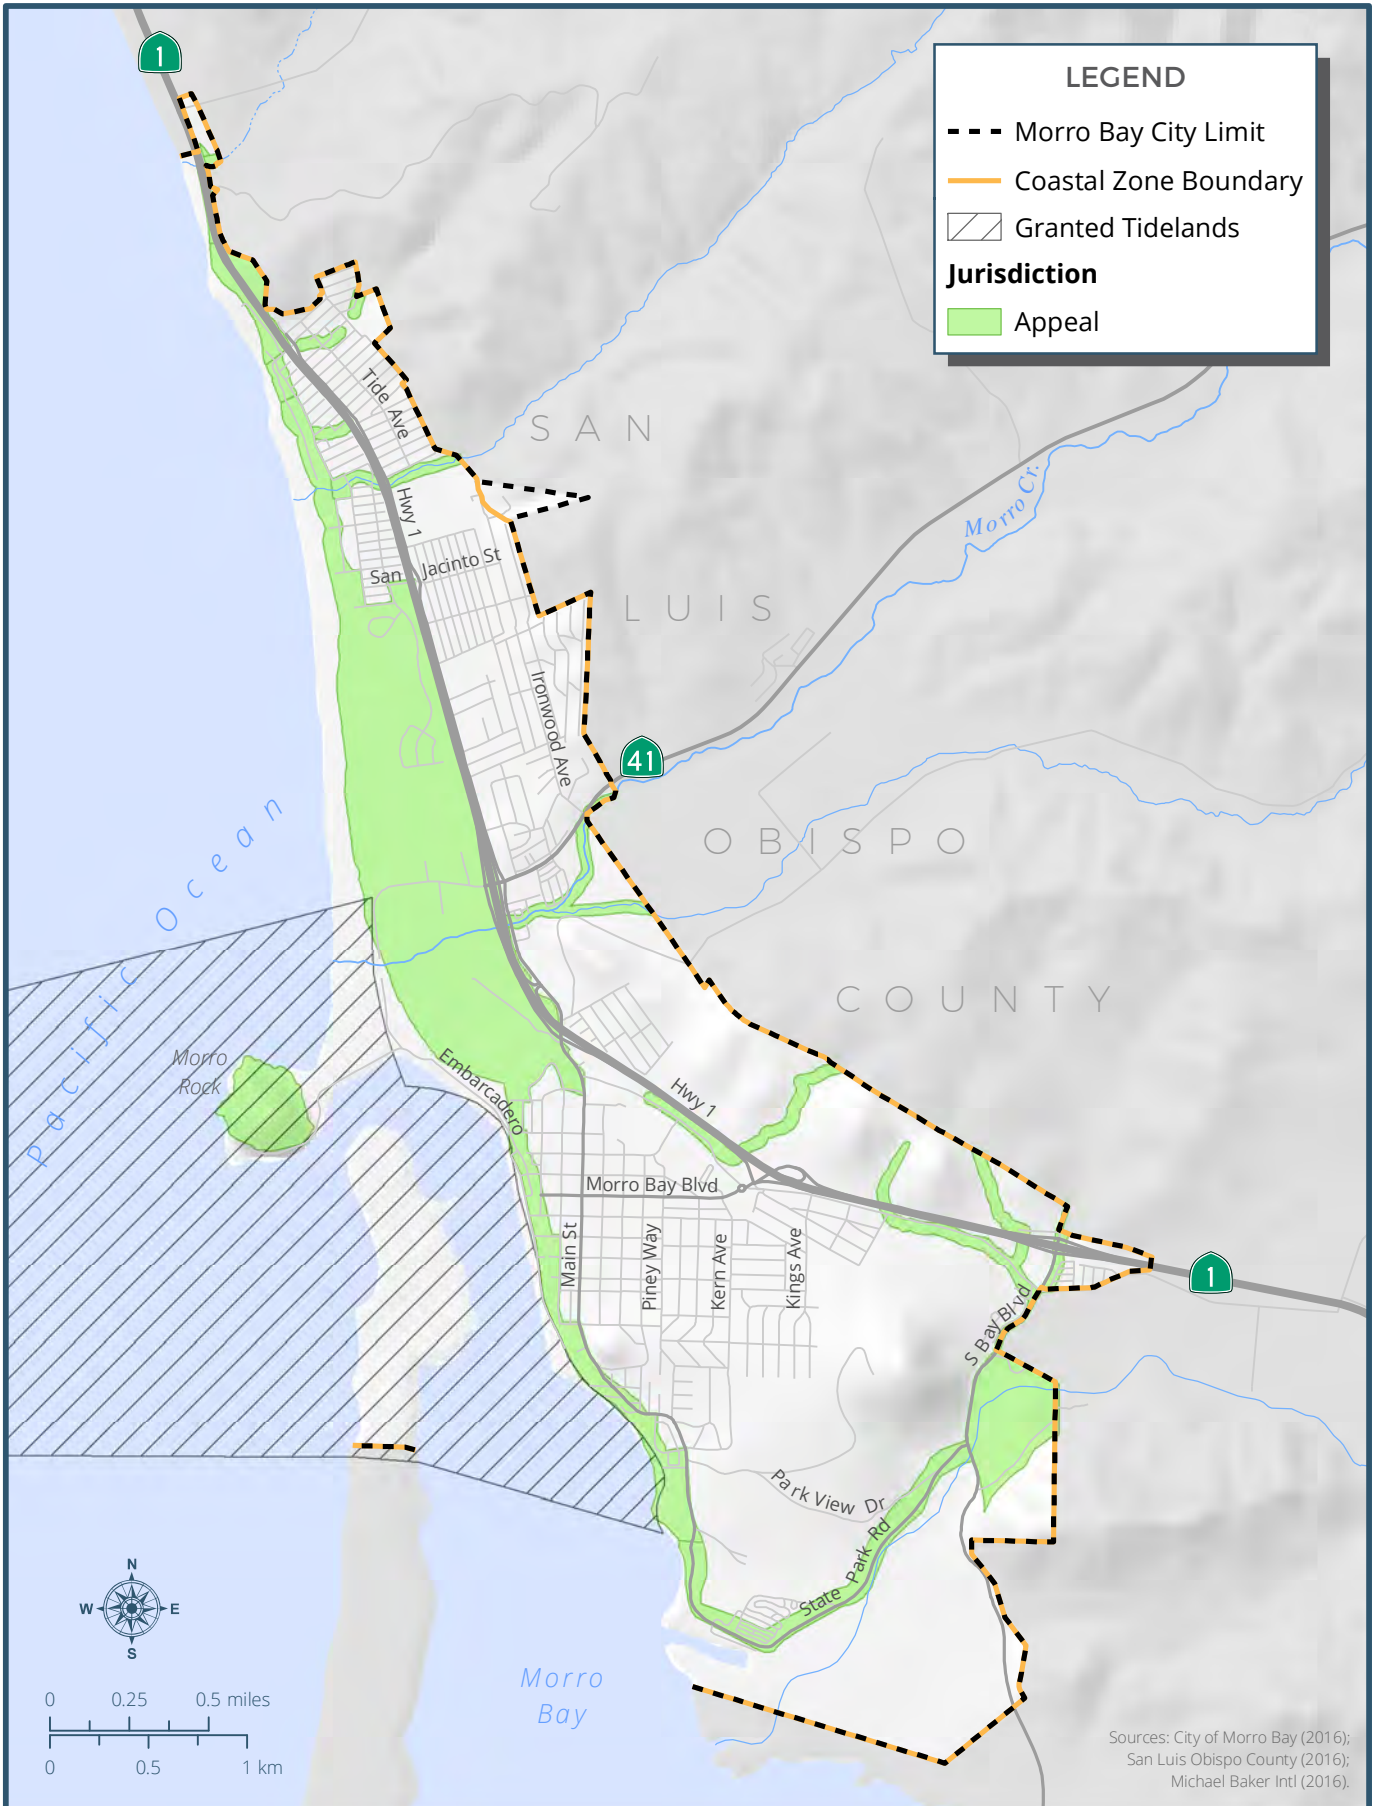 1
LEGEND
Morro Bay City Limit
Coastal Zone Boundary
Granted Tidelands
Jurisdiction
Appeal
Tide Ave
SAN
Hwy 1
Morro Cr.
San Jacinto St
LUIS
Ironwood Ave
41
OBISPO
Pacific Ocean
COUNTY
Morro
Rock
Embarcadero
Hwy 1
Morro Bay Blvd
Main St
Piney Way
Kern Ave
Kings Ave
1
S Bay Blvd
Park View Dr
State Park Rd
N
W
E
S
Morro
Bay
0 0.25 0.5 miles
0 0.5 1 km
Sources: City of Morro Bay (2016);
San Luis Obispo County (2016);
Michael Baker Intl (2016).